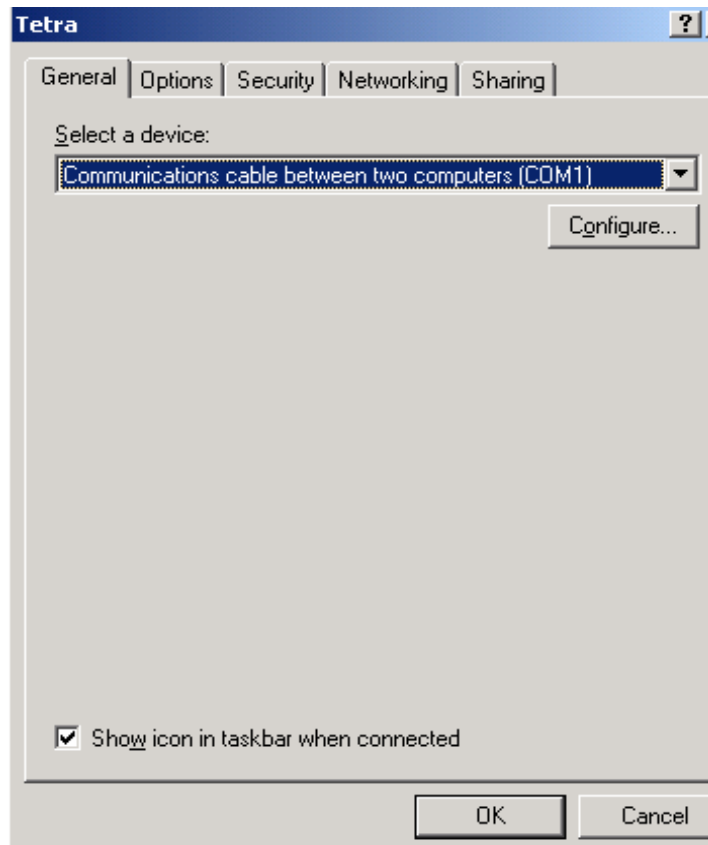 Tetra
?
General Options Security Networking Sharing
Select a device:
Communications cable between two computers (COM1)
Configure...
Show icon in taskbar when connected
OK Cancel